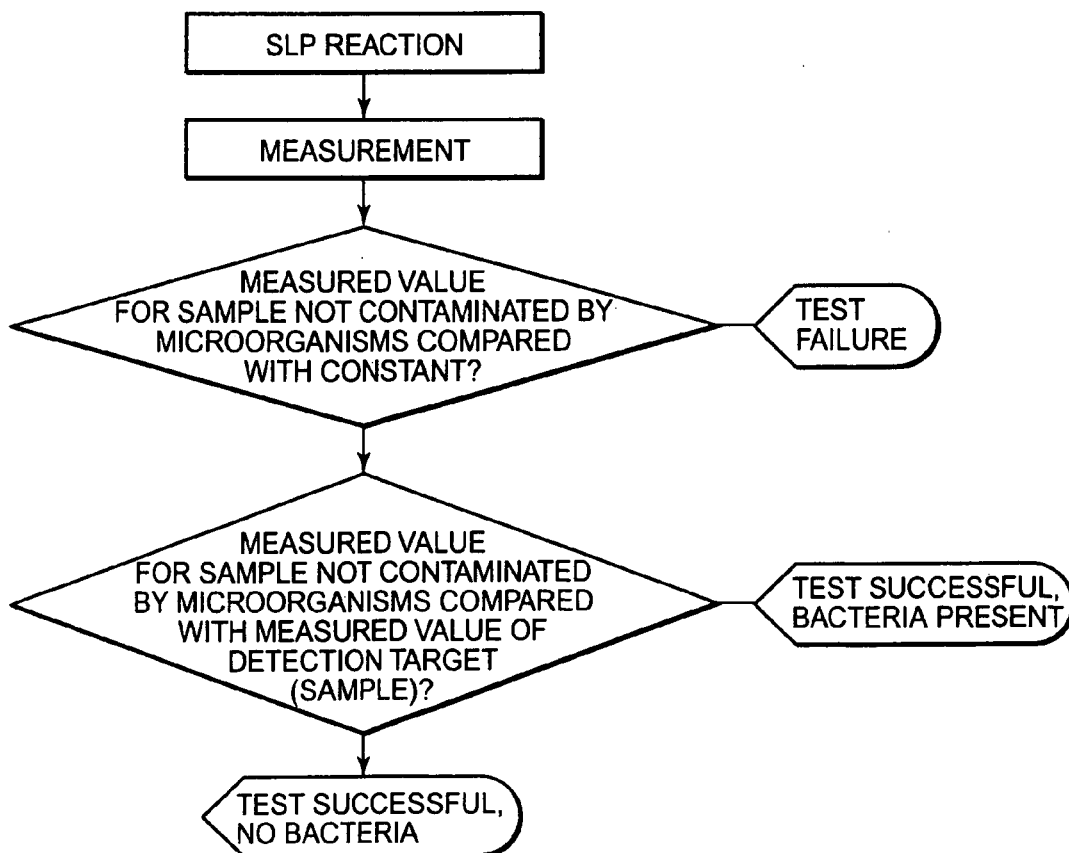 SLP REACTION
MEASUREMENT
MEASURED VALUE
FOR SAMPLE NOT CONTAMINATED BY
MICROORGANISMS COMPARED
WITH CONSTANT?
TEST
FAILURE
MEASURED VALUE
FOR SAMPLE NOT CONTAMINATED
BY MICROORGANISMS COMPARED
WITH MEASURED VALUE OF
DETECTION TARGET
(SAMPLE)?
TEST SUCCESSFUL,
BACTERIA PRESENT
TEST SUCCESSFUL,
NO BACTERIA